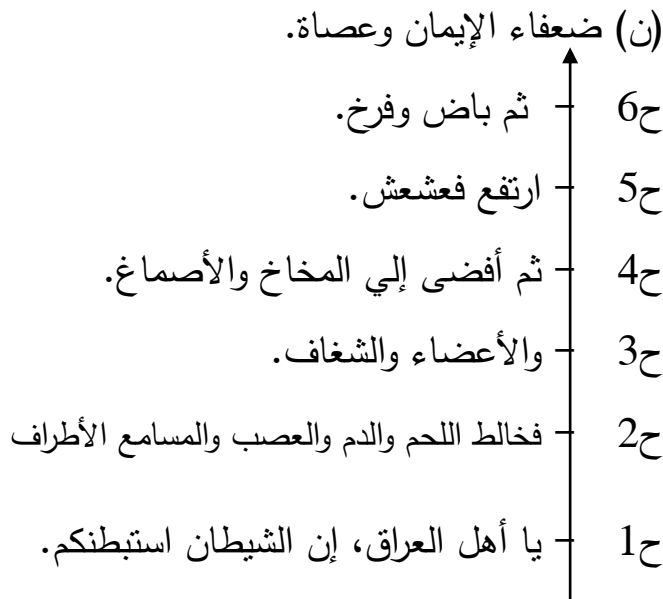 (ن) ضعفاء الإيمان وعصاة.
ح6 ثم باض وفرخ.
ح5 ارتفع فعشعش.
ح4 ثم أفضى إلي المخاخ والأصماغ.
ح3 والأعضاء والشغاف.
ح2 فخالط اللحم والدم والعصب والمسامع الأطراف
ح1 يا أهل العراق، إن الشيطان استبطنكم.